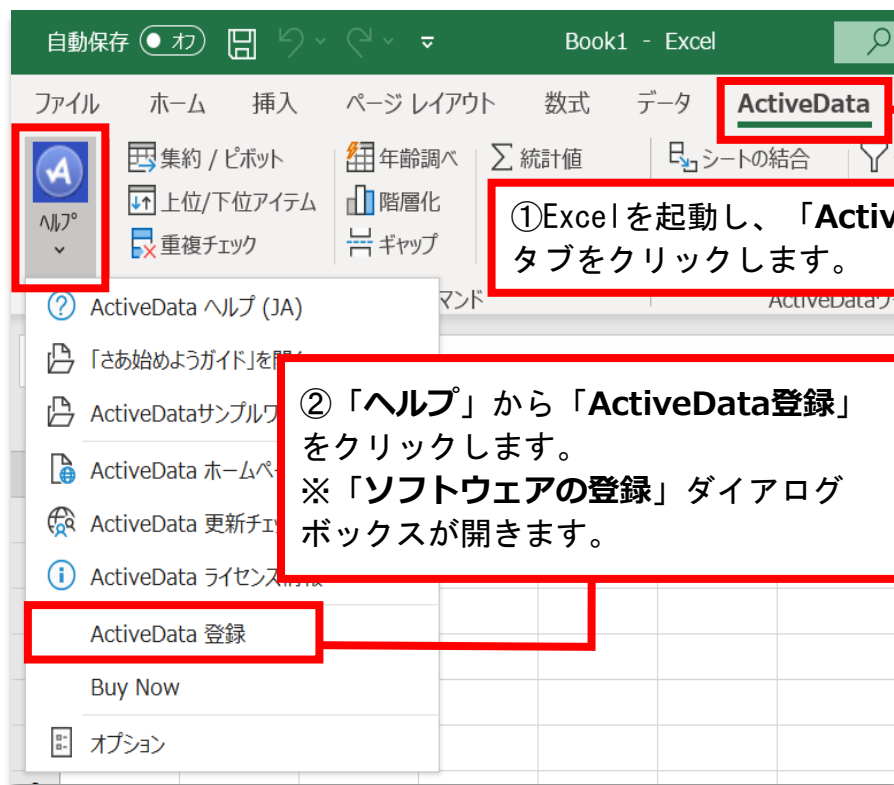 自動保存 オフ Book1 - Excel
ファイル ホーム 挿入 ページ レイアウト 数式 データ ActiveData
ヘルプ
集約 / ピボット 年齢調べ 統計値 シートの結合
上位/下位アイテム 階層化
重複チェック ギャップ
①Excelを起動し、「Activ
タブをクリックします。
マンド ActiveData
ActiveData ヘルプ (JA)
「さあ始めようガイド」を
ActiveDataサンプルワ
ActiveData ホームペー
ActiveData 更新チェ
ActiveData ライセンス情報
②「ヘルプ」から「ActiveData登録」
をクリックします。
※「ソフトウェアの登録」ダイアログ
ボックスが開きます。
ActiveData 登録
Buy Now
オプション